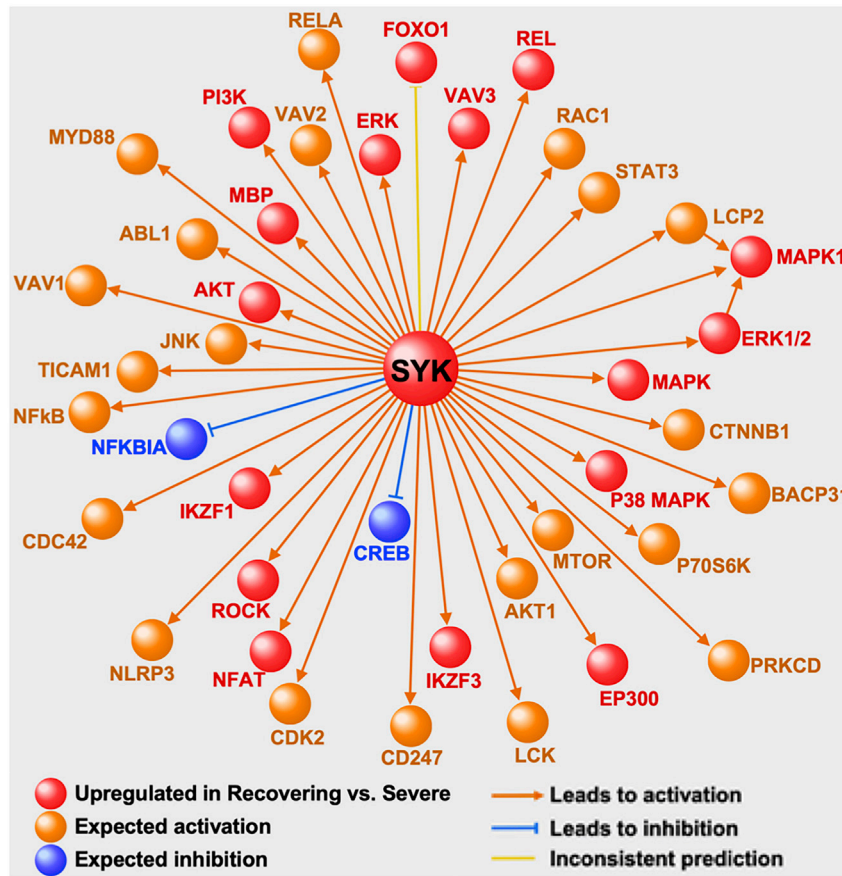 RELA
FOXO1
REL
PI3K
VAV2
ERK
VAV3
RAC1
MYD88
STAT3
MBP
LCP2
ABL1
MAPK1
VAV1
AKT
JNK
ERK1/2
TICAM1
SYK
MAPK
NFkB
CTNNB1
NFKBIA
IKZF1
P38 MAPK
BACP31
CDC42
CREB
MTOR
P70S6K
ROCK
AKT1
NLRP3
NFAT
IKZF3
EP300
PRKCD
CDK2
CD247
LCK
Upregulated in Recovering vs. Severe
Expected activation
Expected inhibition
Leads to activation
Leads to inhibition
Inconsistent prediction